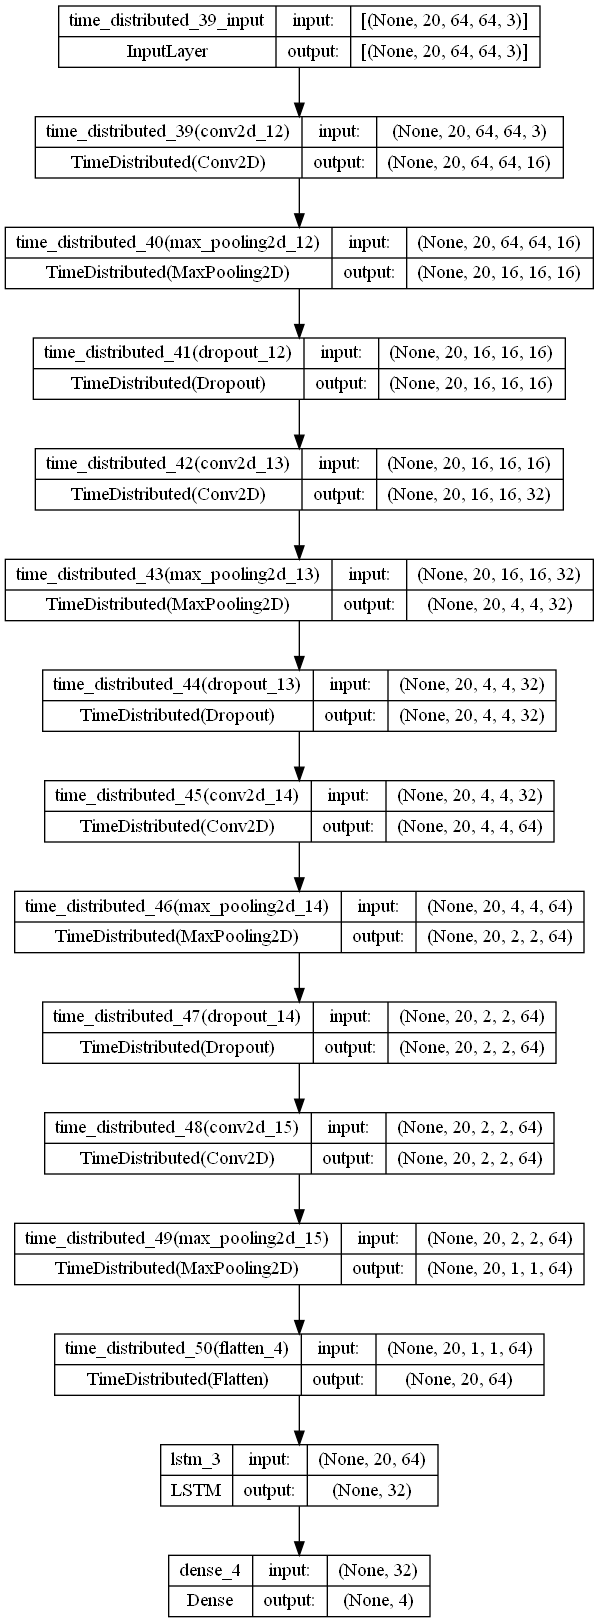 time_distributed_39_input input: [(None, 20, 64, 64, 3)]
InputLayer output: [(None, 20, 64, 64, 3)]
time_distributed_39(conv2d_12) input: (None, 20, 64, 64, 3)
TimeDistributed(Conv2D) output: (None, 20, 64, 64, 16)
time_distributed_40(max_pooling2d_12) input: (None, 20, 64, 64, 16)
TimeDistributed(MaxPooling2D) output: (None, 20, 16, 16, 16)
time_distributed_41(dropout_12) input: (None, 20, 16, 16, 16)
TimeDistributed(Dropout) output: (None, 20, 16, 16, 16)
time_distributed_42(conv2d_13) input: (None, 20, 16, 16, 16)
TimeDistributed(Conv2D) output: (None, 20, 16, 16, 32)
time_distributed_43(max_pooling2d_13) input: (None, 20, 16, 16, 32)
TimeDistributed(MaxPooling2D) output: (None, 20, 4, 4, 32)
time_distributed_44(dropout_13) input: (None, 20, 4, 4, 32)
TimeDistributed(Dropout) output: (None, 20, 4, 4, 32)
time_distributed_45(conv2d_14) input: (None, 20, 4, 4, 32)
TimeDistributed(Conv2D) output: (None, 20, 4, 4, 64)
time_distributed_46(max_pooling2d_14) input: (None, 20, 4, 4, 64)
TimeDistributed(MaxPooling2D) output: (None, 20, 2, 2, 64)
time_distributed_47(dropout_14) input: (None, 20, 2, 2, 64)
TimeDistributed(Dropout) output: (None, 20, 2, 2, 64)
time_distributed_48(conv2d_15) input: (None, 20, 2, 2, 64)
TimeDistributed(Conv2D) output: (None, 20, 2, 2, 64)
time_distributed_49(max_pooling2d_15) input: (None, 20, 2, 2, 64)
TimeDistributed(MaxPooling2D) output: (None, 20, 1, 1, 64)
time_distributed_50(flatten_4) input: (None, 20, 1, 1, 64)
TimeDistributed(Flatten) output: (None, 20, 64)
lstm_3 input: (None, 20, 64)
LSTM output: (None, 32)
dense_4 input: (None, 32)
Dense output: (None, 4)